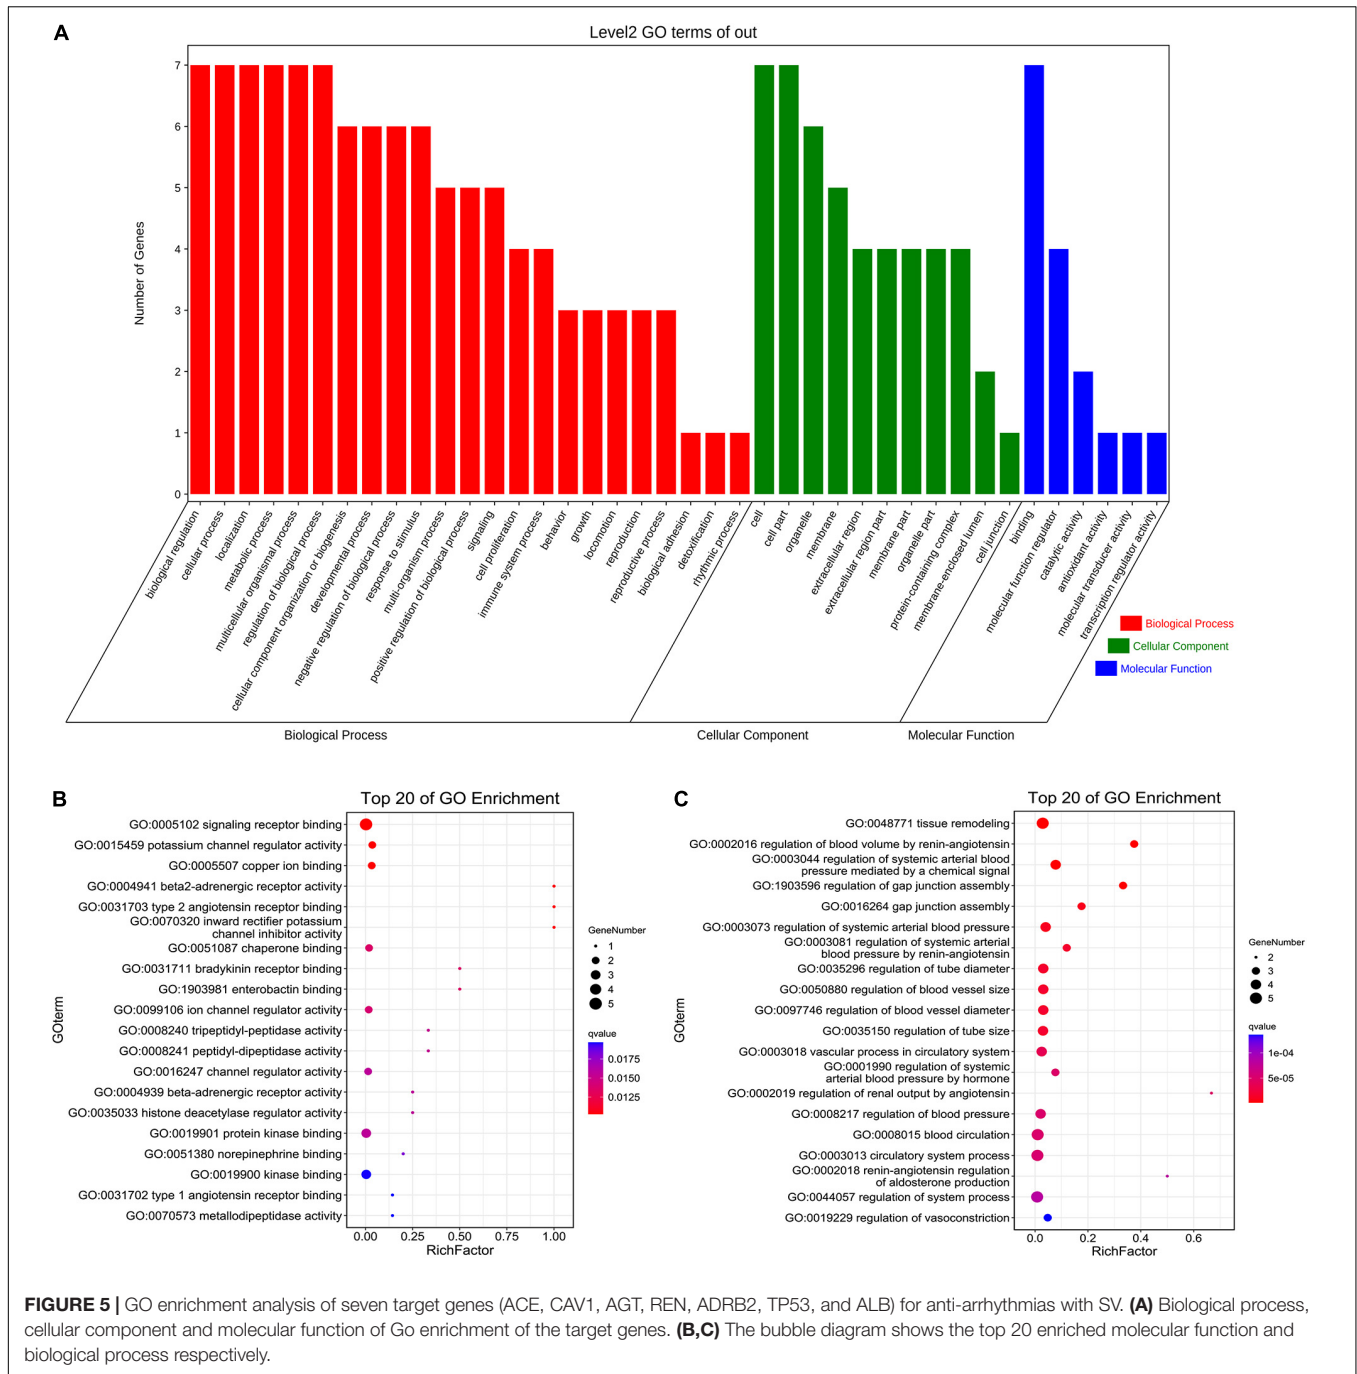 A
Level2 GO terms of out
Number of Genes
7
6
5
4
3
2
1
0
biological regulation
cellular process
localization
metabolic process
multicellular organismal process
regulation of biological process
cellular component organization or biogenesis
developmental process
negative regulation of biological process
response to stimulus
multi-organism process
positive regulation of biological process
signaling
cell proliferation
immune system process
behavior
growth
locomotion
reproduction
reproductive process
biological adhesion
detoxification
rhythmic process
cell
cell part
organelle
membrane
extracellular region
extracellular region part
membrane part
organelle part
protein-containing complex
membrane-enclosed lumen
cell junction
binding
molecular function regulator
catalytic activity
antioxidant activity
molecular transducer activity
transcription regulator activity
Biological Process
Cellular Component
Molecular Function
Biological Process
Cellular Component
Molecular Function
B
Top 20 of GO Enrichment
GOterm
GO:0005102 signaling receptor binding
GO:0015459 potassium channel regulator activity
GO:0005507 copper ion binding
GO:0004941 beta2-adrenergic receptor activity
GO:0031703 type 2 angiotensin receptor binding
GO:0070320 inward rectifier potassium
channel inhibitor activity
GO:0051087 chaperone binding
GO:0031711 bradykinin receptor binding
GO:1903981 enterobactin binding
GO:0099106 ion channel regulator activity
GO:0008240 tripeptidyl-peptidase activity
GO:0008241 peptidyl-dipeptidase activity
GO:0016247 channel regulator activity
GO:0004939 beta-adrenergic receptor activity
GO:0035033 histone deacetylase regulator activity
GO:0019901 protein kinase binding
GO:0051380 norepinephrine binding
GO:0019900 kinase binding
GO:0031702 type 1 angiotensin receptor binding
GO:0070573 metallodipeptidase activity
0.00 0.25 0.50 0.75 1.00
RichFactor
GeneNumber
1
2
3
4
5
qvalue
0.0175
0.0150
0.0125
C
Top 20 of GO Enrichment
GOterm
GO:0048771 tissue remodeling
GO:0002016 regulation of blood volume by renin-angiotensin
GO:0003044 regulation of systemic arterial blood
pressure mediated by a chemical signal
GO:1903596 regulation of gap junction assembly
GO:0016264 gap junction assembly
GO:0003073 regulation of systemic arterial blood pressure
GO:0003081 regulation of systemic arterial
blood pressure by renin-angiotensin
GO:0035296 regulation of tube diameter
GO:0050880 regulation of blood vessel size
GO:0097746 regulation of blood vessel diameter
GO:0035150 regulation of tube size
GO:0003018 vascular process in circulatory system
GO:0001990 regulation of systemic
arterial blood pressure by hormone
GO:0002019 regulation of renal output by angiotensin
GO:0008217 regulation of blood pressure
GO:0008015 blood circulation
GO:0003013 circulatory system process
GO:0002018 renin-angiotensin regulation
of aldosterone production
GO:0044057 regulation of system process
GO:0019229 regulation of vasoconstriction
0.0 0.2 0.4 0.6
RichFactor
GeneNumber
2
3
4
5
qvalue
1e-04
5e-05
FIGURE 5 | GO enrichment analysis of seven target genes (ACE, CAV1, AGT, REN, ADRB2, TP53, and ALB) for anti-arrhythmias with SV. (A) Biological process,
cellular component and molecular function of Go enrichment of the target genes. (B,C) The bubble diagram shows the top 20 enriched molecular function and
biological process respectively.